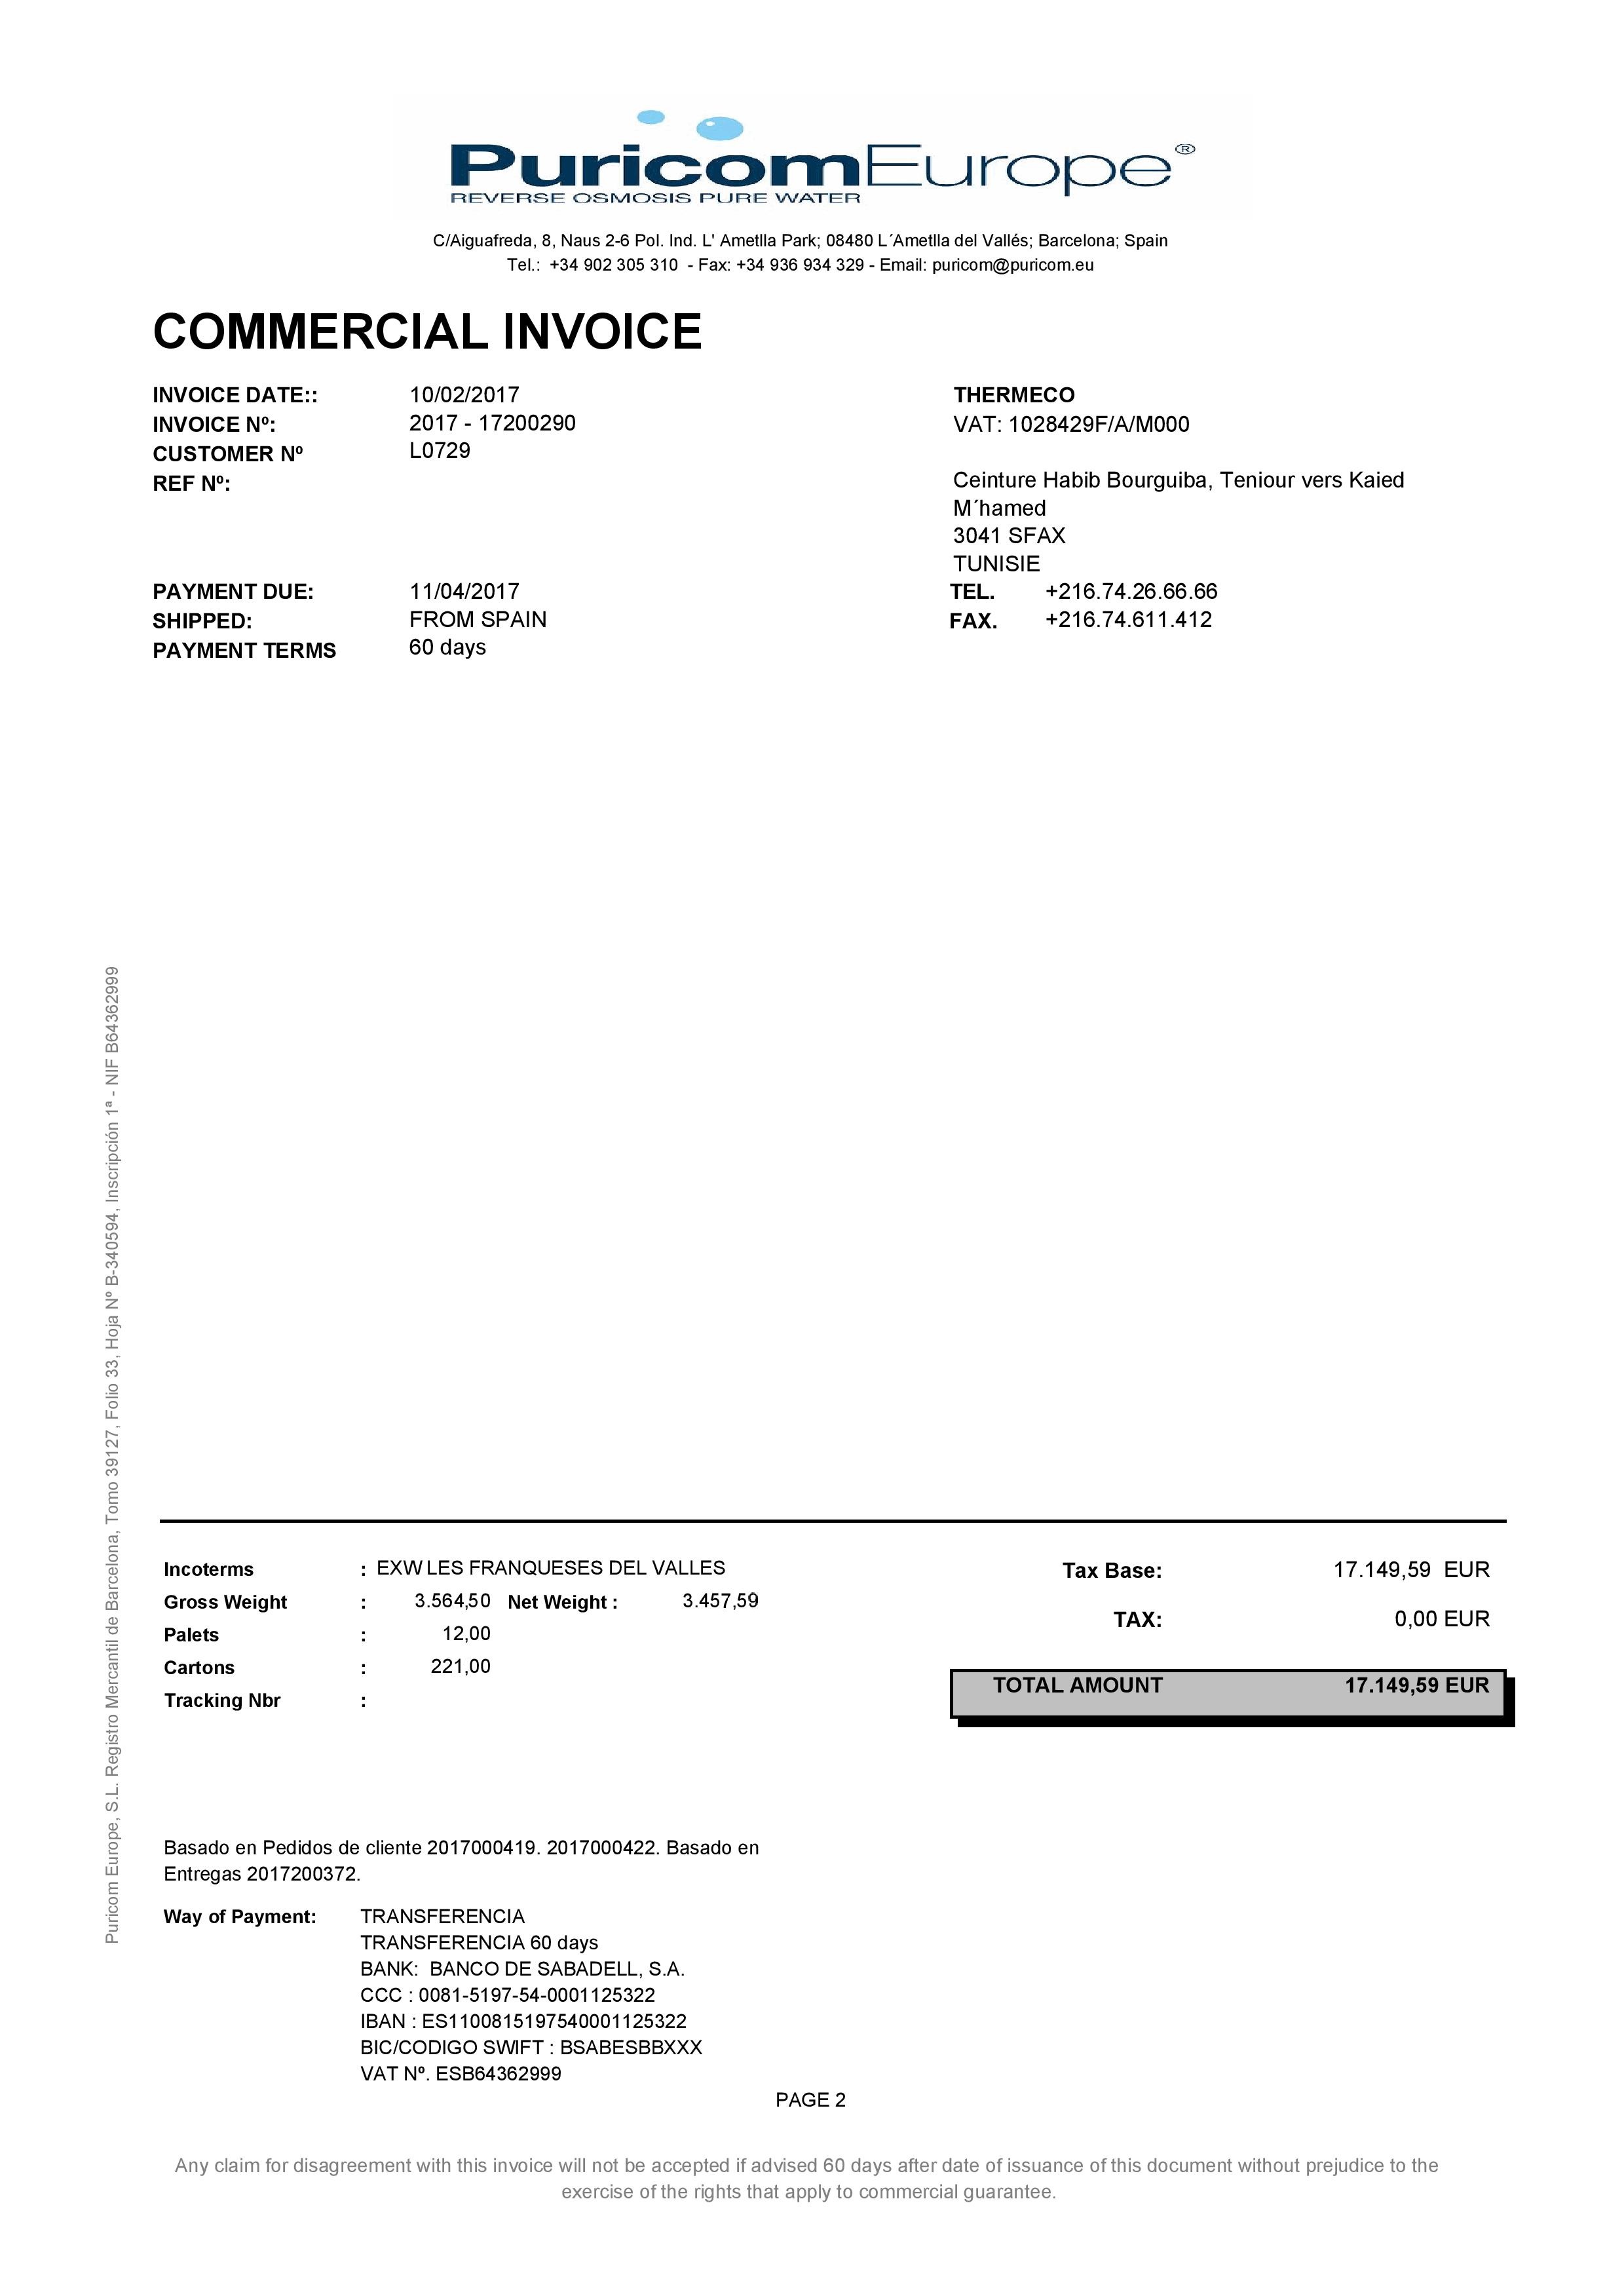 PuricomEurope®
REVERSE OSMOSIS PURE WATER
C/Aiguafreda, 8, Naus 2-6 Pol. Ind. L' Ametlla Park; 08480 L´Ametlla del Vallés; Barcelona; Spain
Tel.: +34 902 305 310 - Fax: +34 936 934 329 - Email: puricom@puricom.eu
COMMERCIAL INVOICE
INVOICE DATE:: 10/02/2017
INVOICE Nº: 2017 - 17200290
CUSTOMER Nº L0729
REF Nº:
THERMECO
VAT: 1028429F/A/M000
Ceinture Habib Bourguiba, Teniour vers Kaied
M´hamed
3041 SFAX
TUNISIE
PAYMENT DUE: 11/04/2017
SHIPPED: FROM SPAIN
PAYMENT TERMS 60 days
TEL. +216.74.26.66.66
FAX. +216.74.611.412
Puricom Europe, S.L. Registro Mercantil de Barcelona, Tomo 39127, Folio 33, Hoja Nº B-340594, Inscripción 1ª - NIF B64362999
Incoterms : EXW LES FRANQUESES DEL VALLES
Gross Weight : 3.564,50 Net Weight : 3.457,59
Palets : 12,00
Cartons : 221,00
Tracking Nbr :
Tax Base: 17.149,59 EUR
TAX: 0,00 EUR
TOTAL AMOUNT 17.149,59 EUR
Basado en Pedidos de cliente 2017000419. 2017000422. Basado en
Entregas 2017200372.
Way of Payment: TRANSFERENCIA
TRANSFERENCIA 60 days
BANK: BANCO DE SABADELL, S.A.
CCC : 0081-5197-54-0001125322
IBAN : ES1100815197540001125322
BIC/CODIGO SWIFT : BSABESBBXXX
VAT Nº. ESB64362999
PAGE 2
Any claim for disagreement with this invoice will not be accepted if advised 60 days after date of issuance of this document without prejudice to the
exercise of the rights that apply to commercial guarantee.